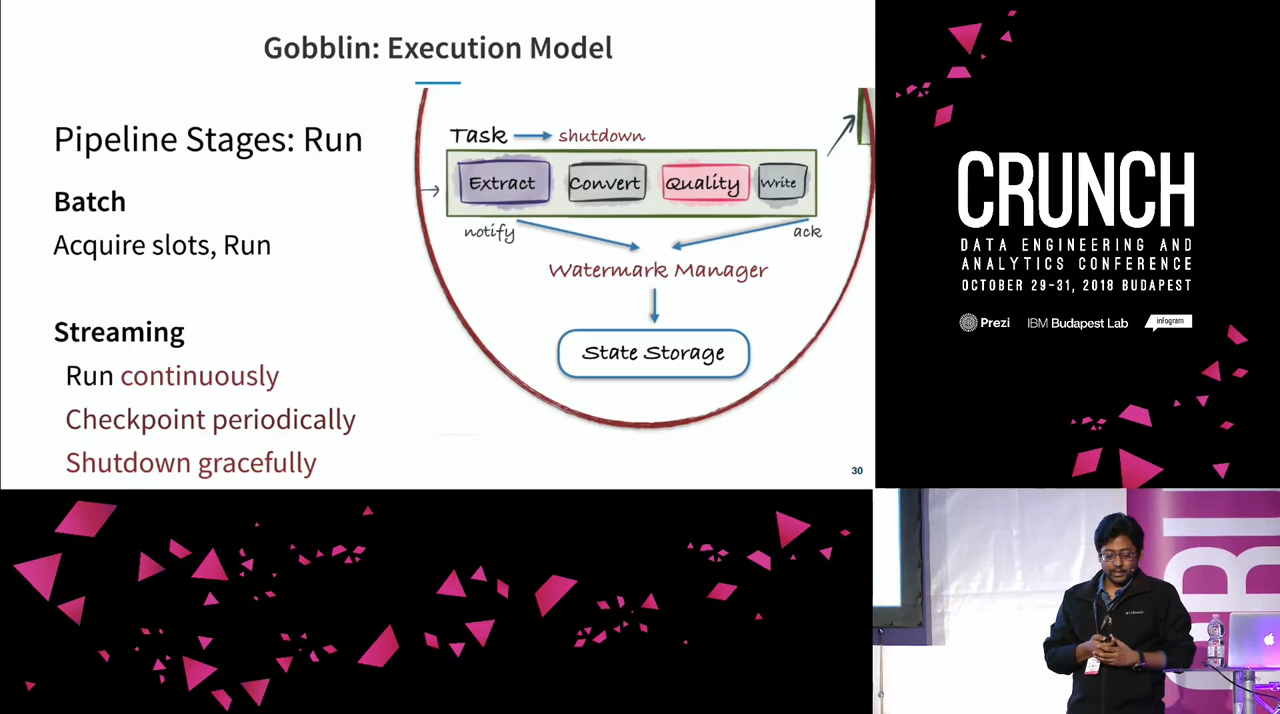 Gobblin: Execution Model
Pipeline Stages: Run
Batch
Acquire slots, Run
Streaming
Run continuously
Checkpoint periodically
Shutdown gracefully
Task
shutdown
Extract
Convert
Quality
Write
notify
ack
Watermark Manager
State Storage
30
CRUNCH
DATA ENGINEERING AND
ANALYTICS CONFERENCE
OCTOBER 29-31, 2018 BUDAPEST
Prezi
IBM Budapest Lab
infogram